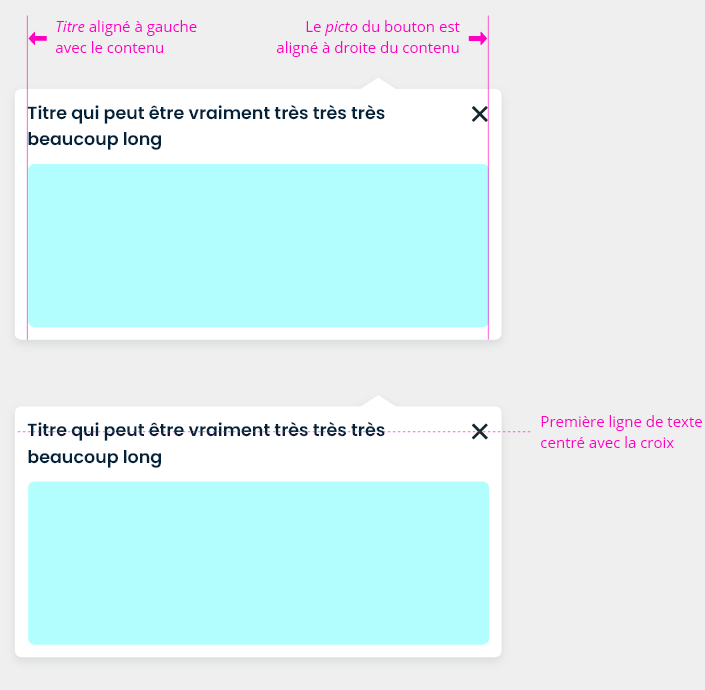 Titre aligné à gauche
avec le contenu
Le picto du bouton est
aligné à droite du contenu
Titre qui peut être vraiment très très très
beaucoup long
Titre qui peut être vraiment très très très
beaucoup long
Première ligne de texte
centré avec la croix